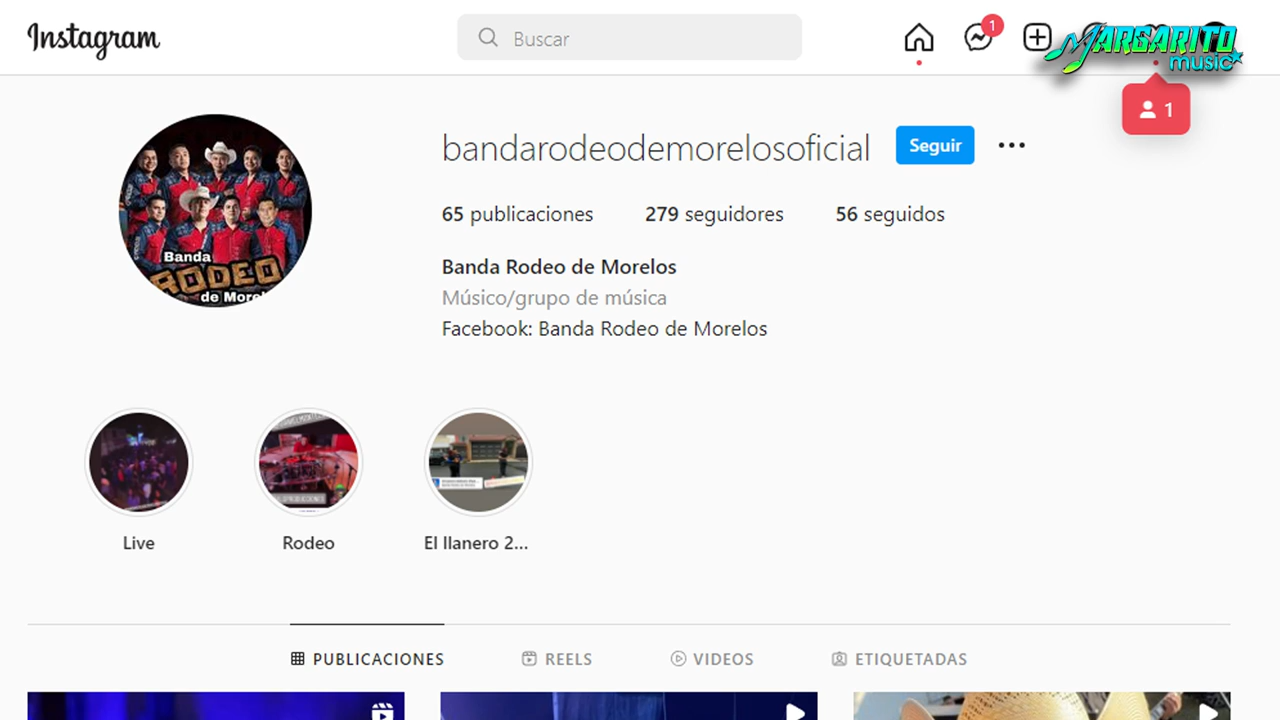 Instagram
Buscar
1
MARGARITO
music
1
bandarodeodemorelosoficial
Seguir
65 publicaciones
279 seguidores
56 seguidos
Banda Rodeo de Morelos
Músico/grupo de música
Facebook: Banda Rodeo de Morelos
Banda
RODEO
de Morel
Live
Rodeo
El llanero 2...
PUBLICACIONES
REELS
VIDEOS
ETIQUETADAS